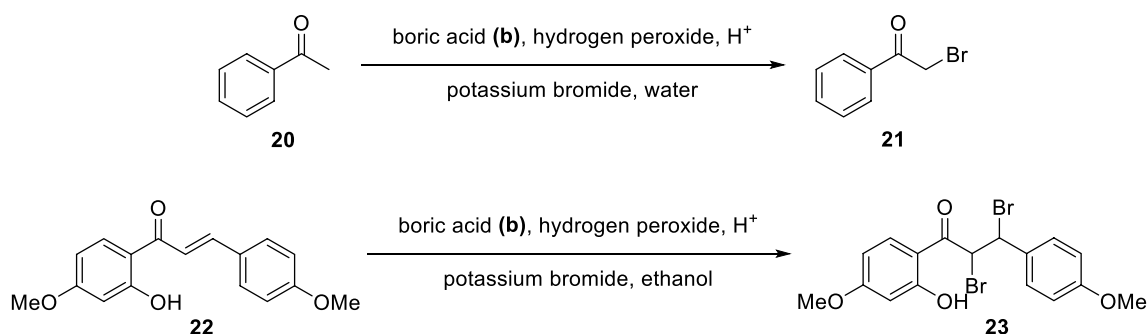 O
boric acid (b), hydrogen peroxide, H⁺
O
Br
potassium bromide, water
20
21
O
boric acid (b), hydrogen peroxide, H⁺
O
Br
potassium bromide, ethanol
MeO
OH
OMe
Br
MeO
OH
MeO
22
23